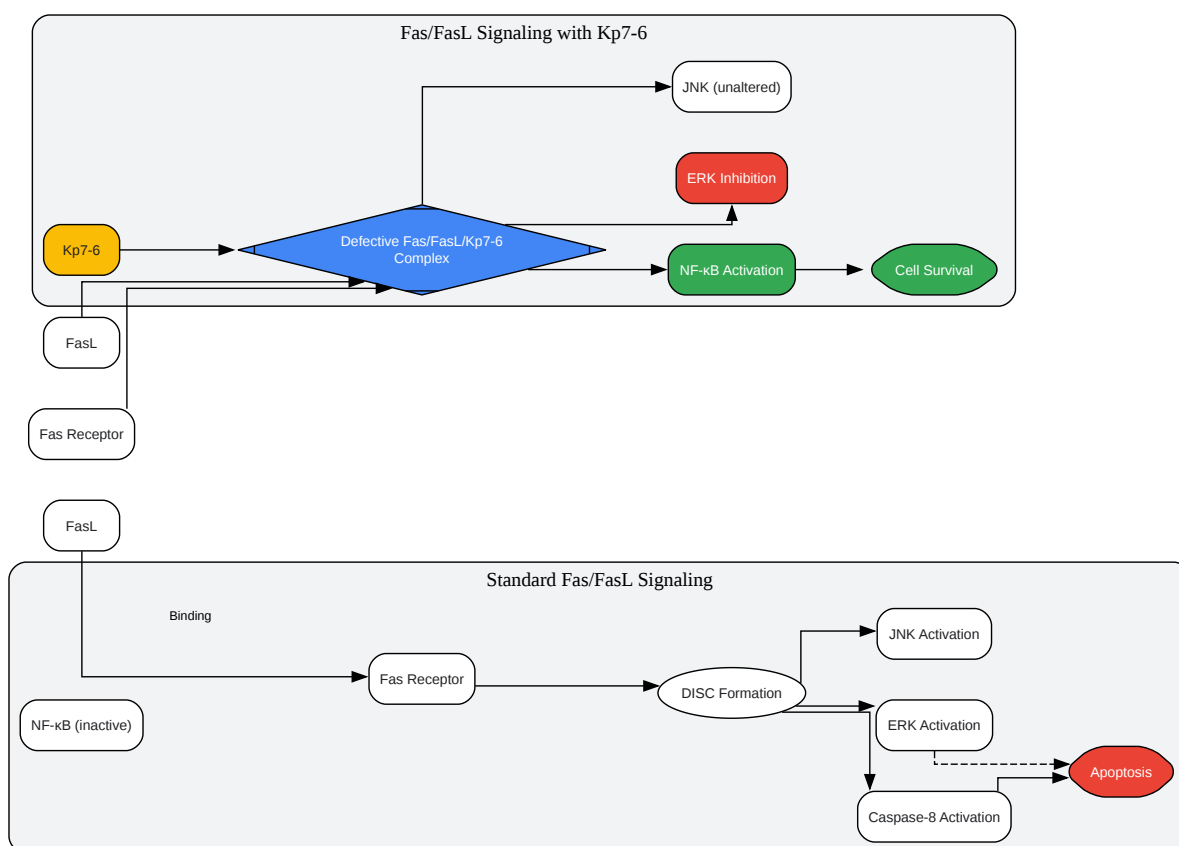 Fas/FasL Signaling with Kp7-6
JNK (unaltered)
ERK Inhibition
Kp7-6
Defective Fas/FasL/Kp7-6
Complex
NF-κB Activation
Cell Survival
FasL
Fas Receptor
FasL
Standard Fas/FasL Signaling
Binding
JNK Activation
Fas Receptor
DISC Formation
NF-κB (inactive)
ERK Activation
Apoptosis
Caspase-8 Activation